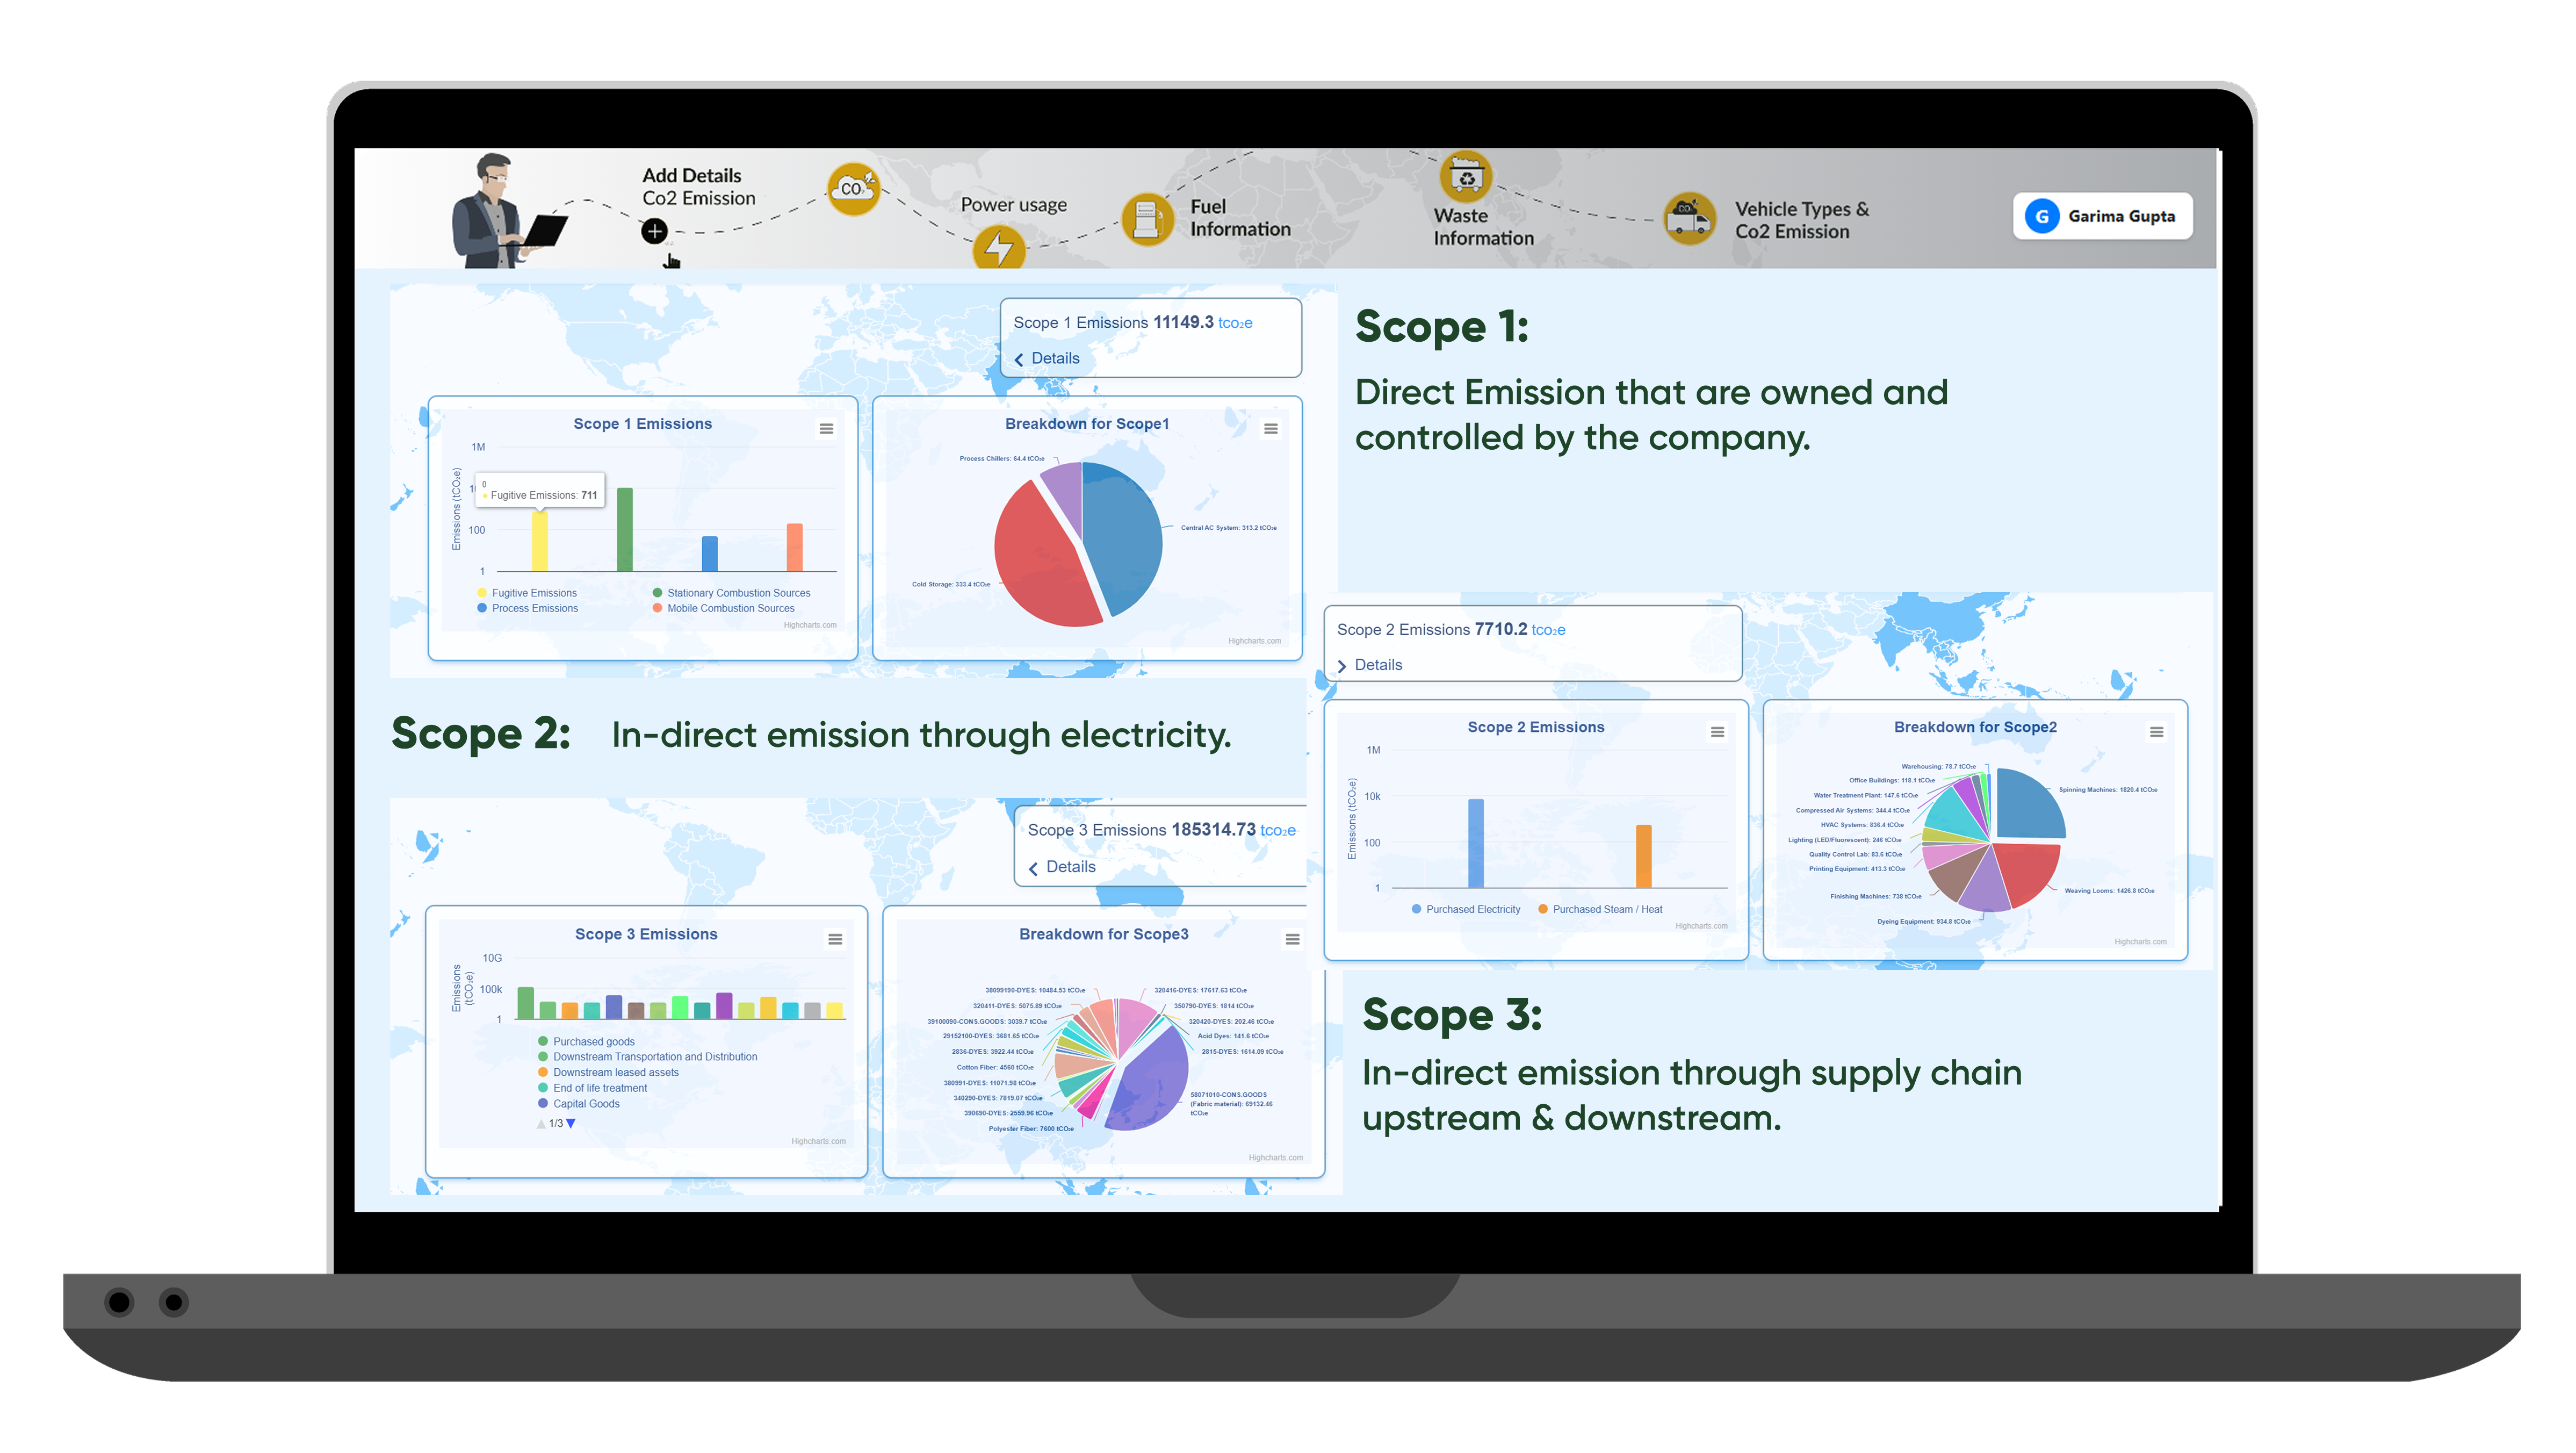 Add Details
Co2 Emission
CO2
Power usage
Fuel
Information
Waste
Information
CO2
Vehicle Types &
Co2 Emission
G Garima Gupta
Scope 1 Emissions 11149.3 tco₂e
Details
Scope 1 Emissions
Emissions (tCO₂e)
1M
100
1
0
Fugitive Emissions: 711
Fugitive Emissions
Stationary Combustion Sources
Process Emissions
Mobile Combustion Sources
Highcharts.com
Breakdown for Scope1
Process Chillers: 64.4 tCO₂e
Central AC System: 313.2 tCO₂e
Cold Storage: 333.4 tCO₂e
Highcharts.com
Scope 1:
Direct Emission that are owned and
controlled by the company.
Scope 2: In-direct emission through electricity.
Scope 2 Emissions 7710.2 tco₂e
Details
Scope 2 Emissions
Emissions (tCO₂e)
1M
10k
100
1
Purchased Electricity
Purchased Steam / Heat
Highcharts.com
Breakdown for Scope2
Warehousing: 78.7 tCO₂e
Office Buildings: 118.1 tCO₂e
Water Treatment Plant: 147.6 tCO₂e
Compressed Air Systems: 344.4 tCO₂e
HVAC Systems: 836.4 tCO₂e
Lighting (LED/Fluorescent): 246 tCO₂e
Quality Control Lab: 83.6 tCO₂e
Printing Equipment: 413.3 tCO₂e
Finishing Machines: 738 tCO₂e
Dyeing Equipment: 934.8 tCO₂e
Spinning Machines: 1820.4 tCO₂e
Weaving Looms: 1426.8 tCO₂e
Highcharts.com
Scope 3 Emissions 185314.73 tco₂e
Details
Scope 3 Emissions
Emissions
(tCO₂e)
10G
100k
1
Purchased goods
Downstream Transportation and Distribution
Downstream leased assets
End of life treatment
Capital Goods
1/3
Highcharts.com
Breakdown for Scope3
38099190-DYES: 10484.53 tCO₂e
320411-DYES: 5075.89 tCO₂e
39100090-CONS.GOODS: 3039.7 tCO₂e
29152100-DYES: 3681.65 tCO₂e
2836-DYES: 3922.44 tCO₂e
Cotton Fiber: 4560 tCO₂e
380991-DYES: 11071.98 tCO₂e
340290-DYES: 7819.07 tCO₂e
390690-DYES: 2559.96 tCO₂e
Polyester Fiber: 7600 tCO₂e
320416-DYES: 17617.63 tCO₂e
350790-DYES: 1814 tCO₂e
320420-DYES: 202.46 tCO₂e
Acid Dyes: 141.6 tCO₂e
2815-DYES: 1614.09 tCO₂e
58071010-CONS.GOODS
(Fabric material): 69132.46
tCO₂e
Highcharts.com
Scope 3:
In-direct emission through supply chain
upstream & downstream.